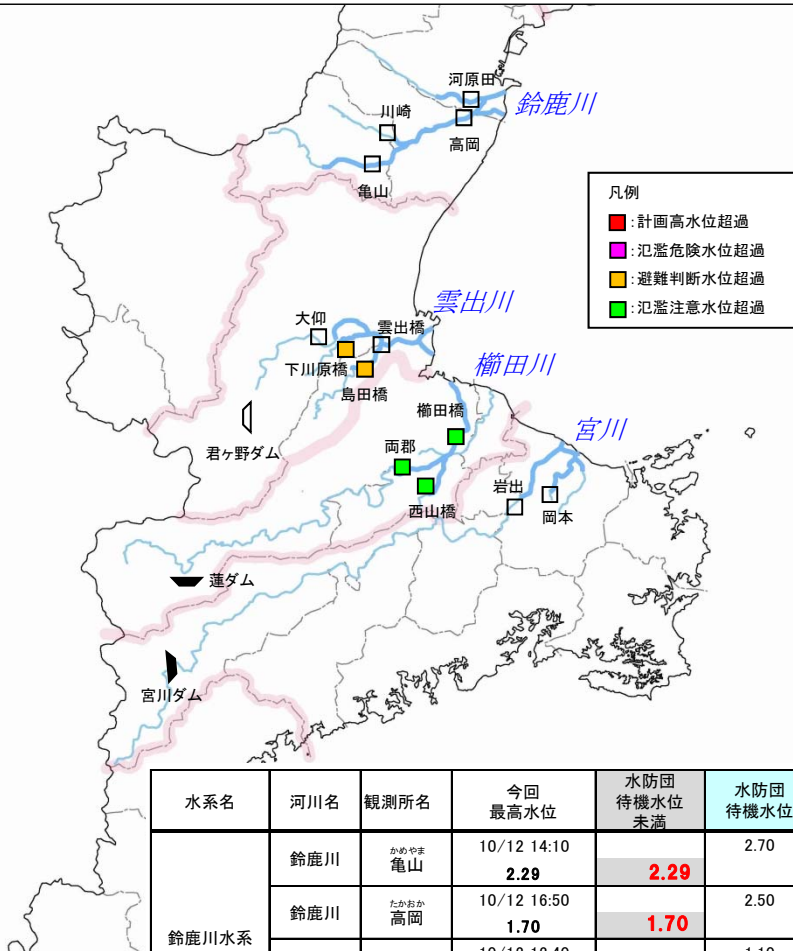 河原田
鈴鹿川
川崎
高岡
亀山
凡例
:計画高水位超過
:氾濫危険水位超過
:避難判断水位超過
:氾濫注意水位超過
雲出川
大仰
雲出橋
下川原橋
島田橋
櫛田川
櫛田橋
君ヶ野ダム
両郡
宮川
西山橋
岩出
岡本
蓮ダム
宮川ダム
水系名 河川名 観測所名 今回最高水位 水防団待機水位未満 水防団待機水位
鈴鹿川水系
鈴鹿川 かめやま 亀山 10/12 14:10 2.29 2.29 2.70
鈴鹿川 たかおか 高岡 10/12 16:50 1.70 1.70 2.50